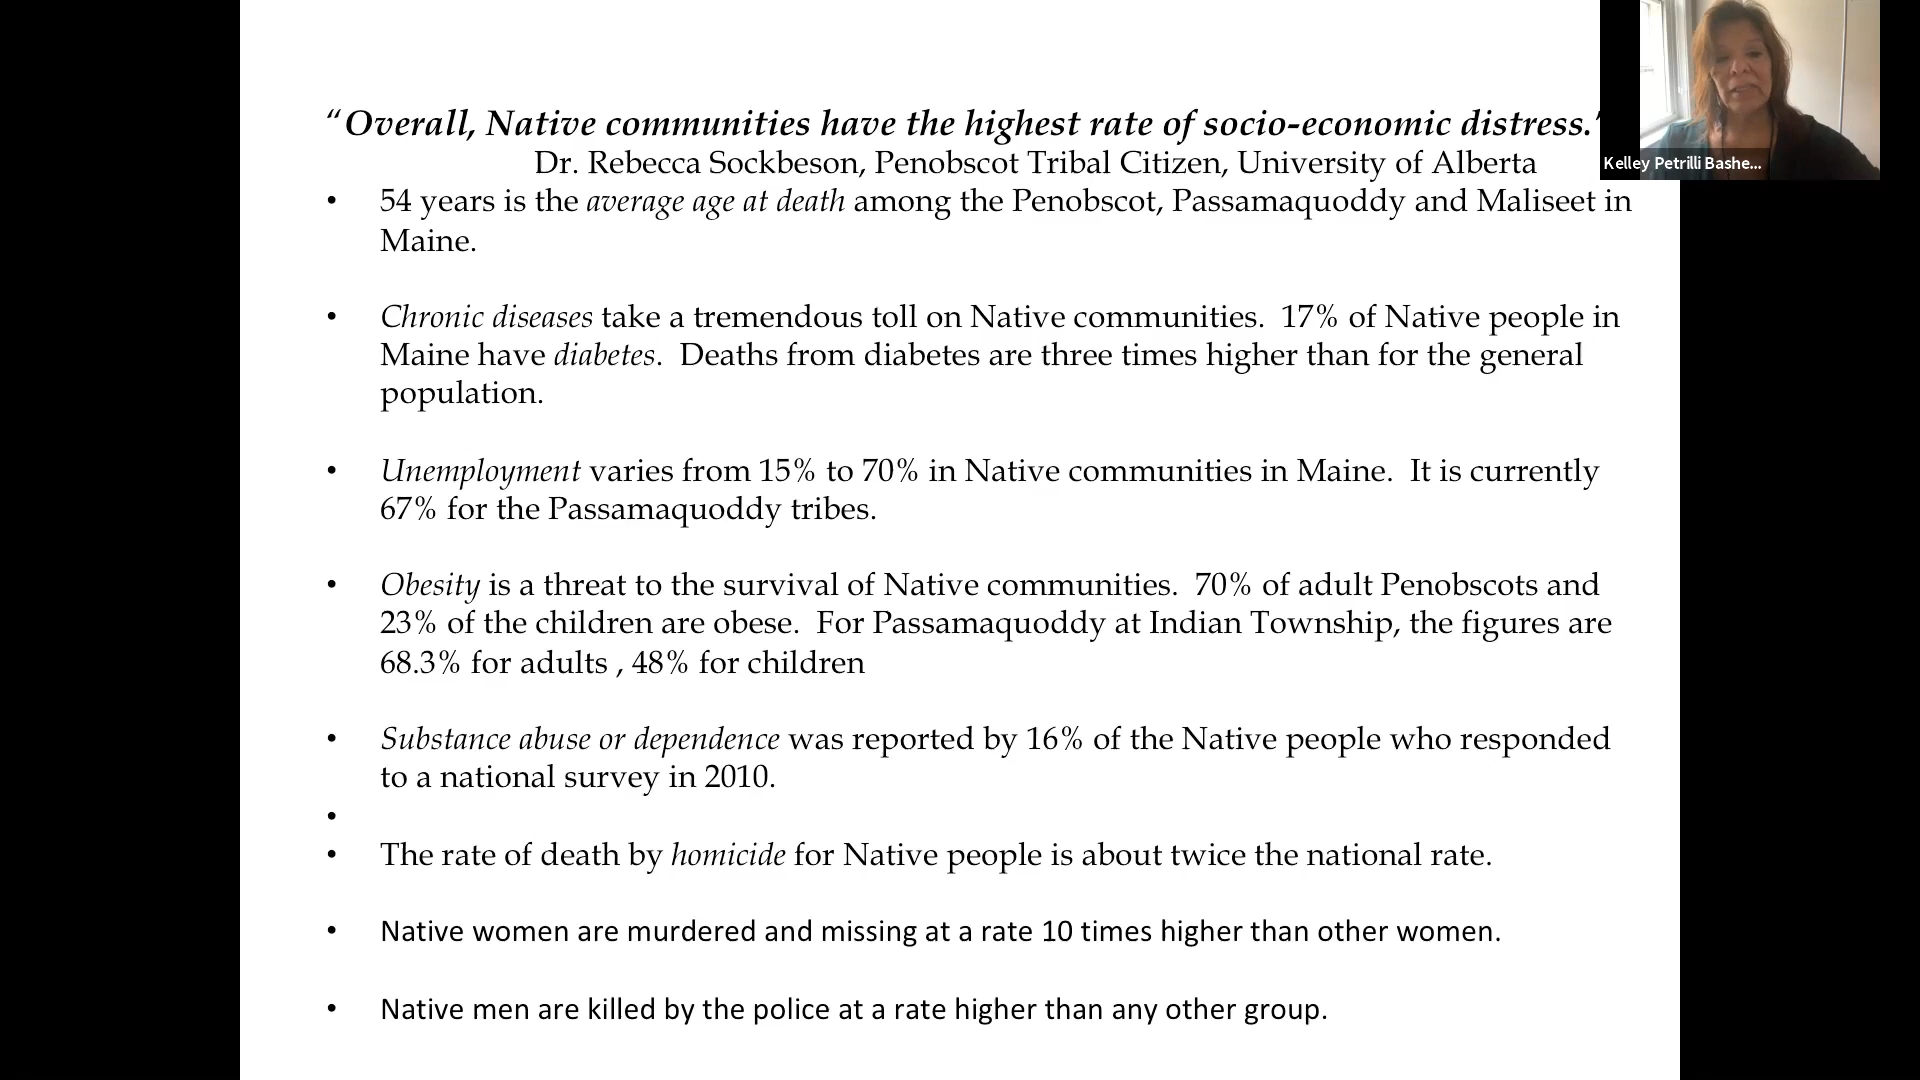 “Overall, Native communities have the highest rate of socio-economic distress.”
Dr. Rebecca Sockbeson, Penobscot Tribal Citizen, University of Alberta
• 54 years is the average age at death among the Penobscot, Passamaquoddy and Maliseet in
Maine.
• Chronic diseases take a tremendous toll on Native communities.  17% of Native people in
Maine have diabetes.  Deaths from diabetes are three times higher than for the general
population.
• Unemployment varies from 15% to 70% in Native communities in Maine.  It is currently
67% for the Passamaquoddy tribes.
• Obesity is a threat to the survival of Native communities.  70% of adult Penobscots and
23% of the children are obese.  For Passamaquoddy at Indian Township, the figures are
68.3% for adults , 48% for children
• Substance abuse or dependence was reported by 16% of the Native people who responded
to a national survey in 2010.
•
• The rate of death by homicide for Native people is about twice the national rate.
• Native women are murdered and missing at a rate 10 times higher than other women.
• Native men are killed by the police at a rate higher than any other group.
Kelley Petrilli Bashe...